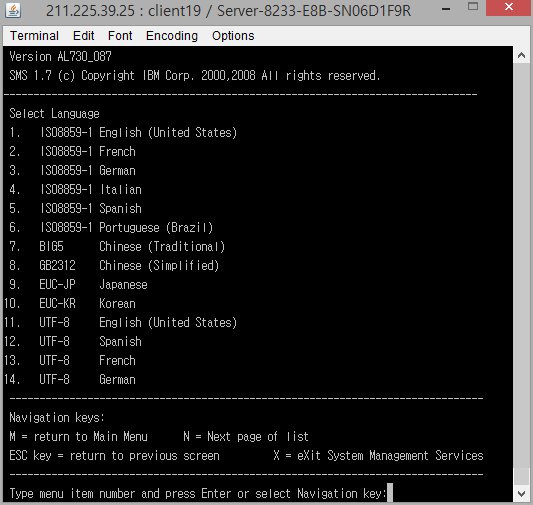 211.225.39.25 : client19 / Server-8233-E8B-SN06D1F9R
Terminal Edit Font Encoding Options
Version AL730_087
SMS 1.7 (c) Copyright IBM Corp. 2000,2008 All rights reserved.
Select Language
1. ISO8859-1 English (United States)
2. ISO8859-1 French
3. ISO8859-1 German
4. ISO8859-1 Italian
5. ISO8859-1 Spanish
6. ISO8859-1 Portuguese (Brazil)
7. BIG5 Chinese (Traditional)
8. GB2312 Chinese (Simplified)
9. EUC-JP Japanese
10. EUC-KR Korean
11. UTF-8 English (United States)
12. UTF-8 Spanish
13. UTF-8 French
14. UTF-8 German
Navigation keys:
M = return to Main Menu N = Next page of list
ESC key = return to previous screen X = eXit System Management Services
Type menu item number and press Enter or select Navigation key: